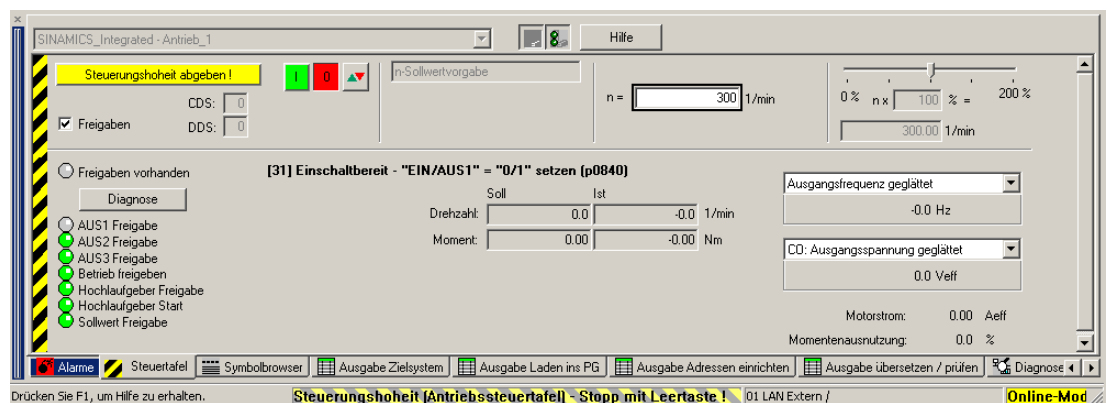 SINAMICS_Integrated - Antrieb_1
Hilfe
Steuerungshoheit abgeben !
I 0
n-Sollwertvorgabe
n = 300 1/min
0 % n x 100 % = 200 %
CDS: 0
Freigaben
DDS: 0
300.00 1/min
Freigaben vorhanden
[31] Einschaltbereit - "EIN/AUS1" = "0/1" setzen (p0840)
Diagnose
Soll Ist
Drehzahl: 0.0 -0.0 1/min
Moment: 0.00 -0.00 Nm
Ausgangsfrequenz geglättet
-0.0 Hz
CO: Ausgangsspannung geglättet
0.0 Veff
AUS1 Freigabe
AUS2 Freigabe
AUS3 Freigabe
Betrieb freigeben
Hochlaufgeber Freigabe
Hochlaufgeber Start
Sollwert Freigabe
Motorstrom: 0.00 Aeff
Momentenausnutzung: 0.0 %
Alarme Steuertafel Symbolbrowser Ausgabe Zielsystem Ausgabe Laden ins PG Ausgabe Adressen einrichten Ausgabe übersetzen / prüfen Diagnose
Drücken Sie F1, um Hilfe zu erhalten. Steuerungshoheit (Antriebssteuertafel) - Stopp mit Leertaste ! 01 LAN Extern / Online-Mod